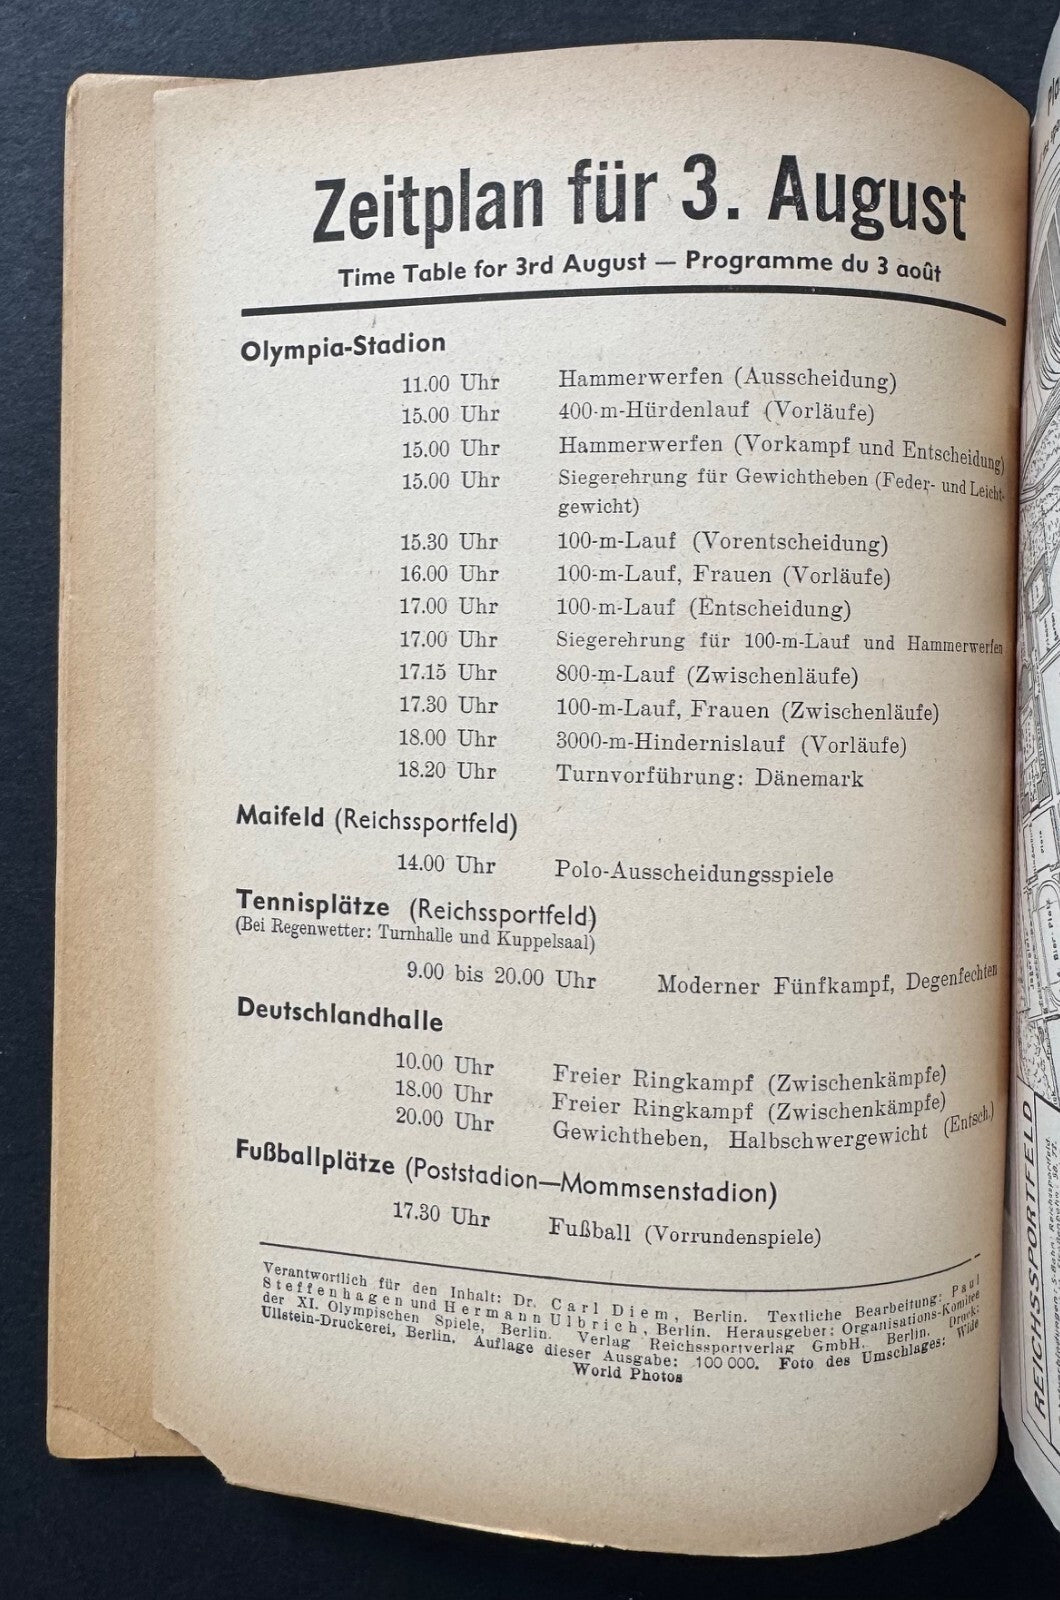 Zeitplan für 3. August
Time Table for 3rd August — Programme du 3 août
Olympia-Stadion
11.00 Uhr Hammerwerfen (Ausscheidung)
15.00 Uhr 400-m-Hürdenlauf (Vorläufe)
15.00 Uhr Hammerwerfen (Vorkampf und Entscheidung)
15.00 Uhr Siegerehrung für Gewichtheben (Feder- und Leicht-
gewicht)
15.30 Uhr 100-m-Lauf (Vorentscheidung)
16.00 Uhr 100-m-Lauf, Frauen (Vorläufe)
17.00 Uhr 100-m-Lauf (Entscheidung)
17.00 Uhr Siegerehrung für 100-m-Lauf und Hammerwerfen
17.15 Uhr 800-m-Lauf (Zwischenläufe)
17.30 Uhr 100-m-Lauf, Frauen (Zwischenläufe)
18.00 Uhr 3000-m-Hindernislauf (Vorläufe)
18.20 Uhr Turnvorführung: Dänemark
Maifeld (Reichssportfeld)
14.00 Uhr Polo-Ausscheidungsspiele
Tennisplätze (Reichssportfeld)
(Bei Regenwetter: Turnhalle und Kuppelsaal)
9.00 bis 20.00 Uhr Moderner Fünfkampf, Degenfechten
Deutschlandhalle
10.00 Uhr Freier Ringkampf (Zwischenkämpfe)
18.00 Uhr Freier Ringkampf (Zwischenkämpfe)
20.00 Uhr Gewichtheben, Halbschwergewicht (Entsch.)
Fußballplätze (Poststadion—Mommsenstadion)
17.30 Uhr Fußball (Vorrundenspiele)
Verantwortlich für den Inhalt: Dr. Carl Diem, Berlin. Textliche Bearbeitung: Paul
Steffenhagen und Hermann Ulbrich, Berlin. Herausgeber: Organisations-Komitee
der XI. Olympischen Spiele, Berlin. Verlag Reichssportverlag GmbH. Berlin. Druck:
Ullstein-Druckerei, Berlin. Auflage dieser Ausgabe: 100 000. Foto des Umschlages: Wide
World Photos
REICHSSPORTFELD